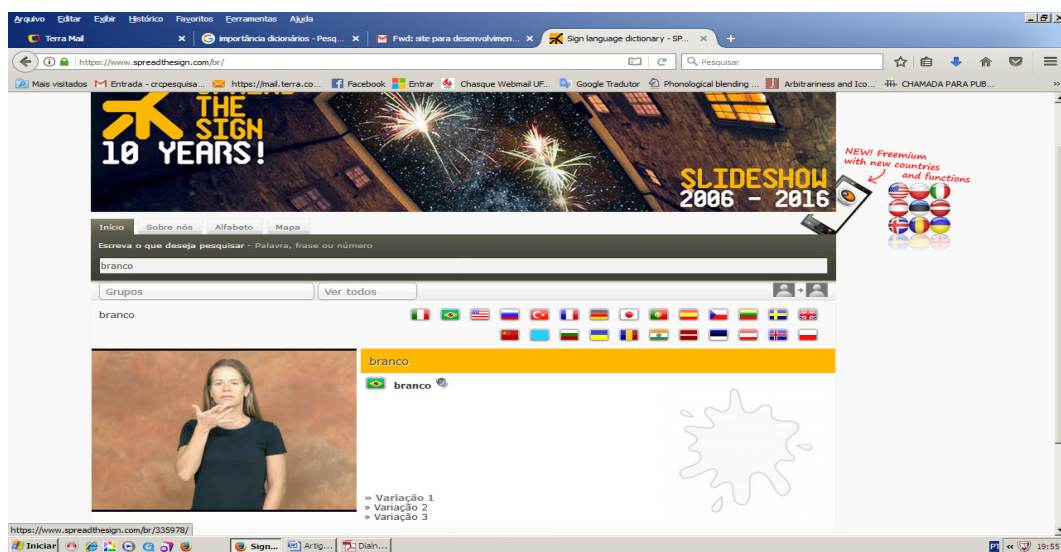 Arquivo Editar Exibir Histórico Favoritos Ferramentas Ajuda
Terra Mail importância dicionários - Pesq... Fwd: site para desenvolvimen... Sign language dictionary - SP...
https://www.spreadthesign.com/br/ Pesquisar
Mais visitados Entrada - crcpesquisa... https://mail.terra.co... Facebook Entrar Chasque Webmail UF... Google Tradutor Phonological blending ... Arbitrariness and Ico... CHAMADA PARA PUB...
THE
SIGN
10 YEARS!
SLIDESHOW
2006 - 2016
NEW! Freemium
with new countries
and functions
Início Sobre nós Alfabeto Mapa
Escreva o que deseja pesquisar - Palavra, frase ou número
branco
Grupos Ver todos
branco
branco
branco
» Variação 1
» Variação 2
» Variação 3
https://www.spreadthesign.com/br/335978/
Iniciar Sign... Artig... PT 19:55